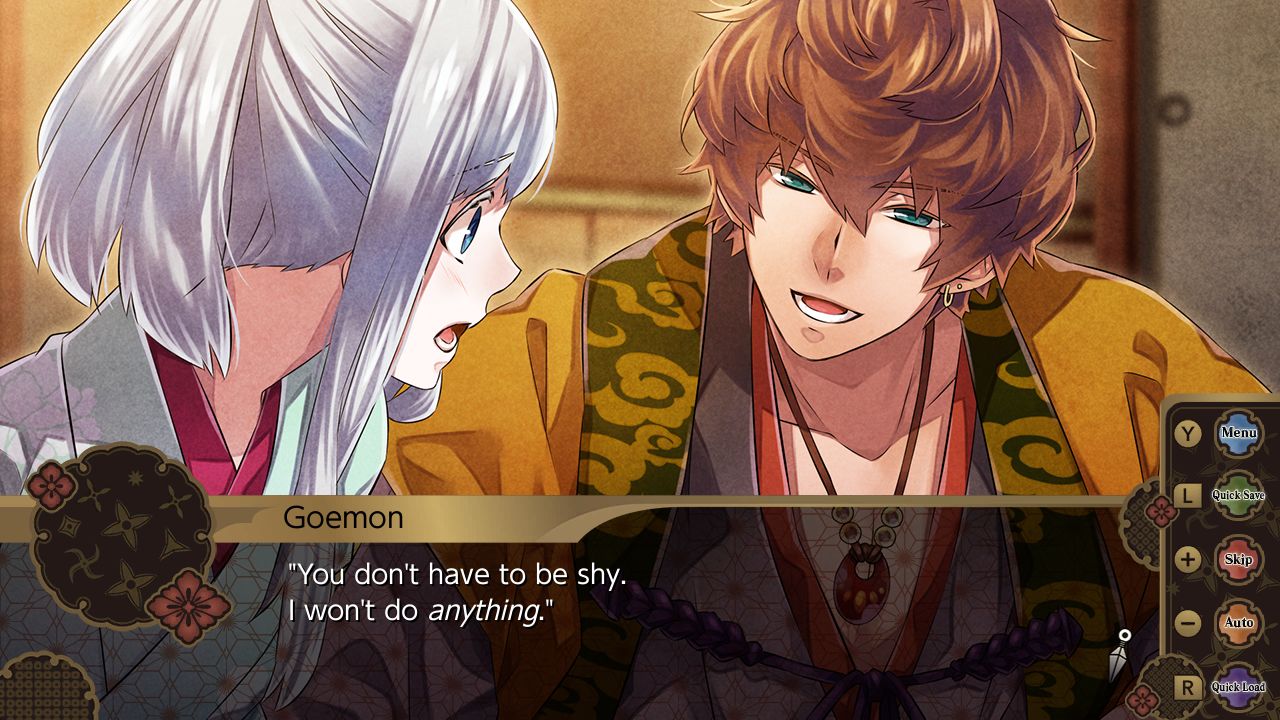 Goemon
"You don't have to be shy.
I won't do anything."
Y Menu
L Quick Save
+ Skip
− Auto
R Quick Load